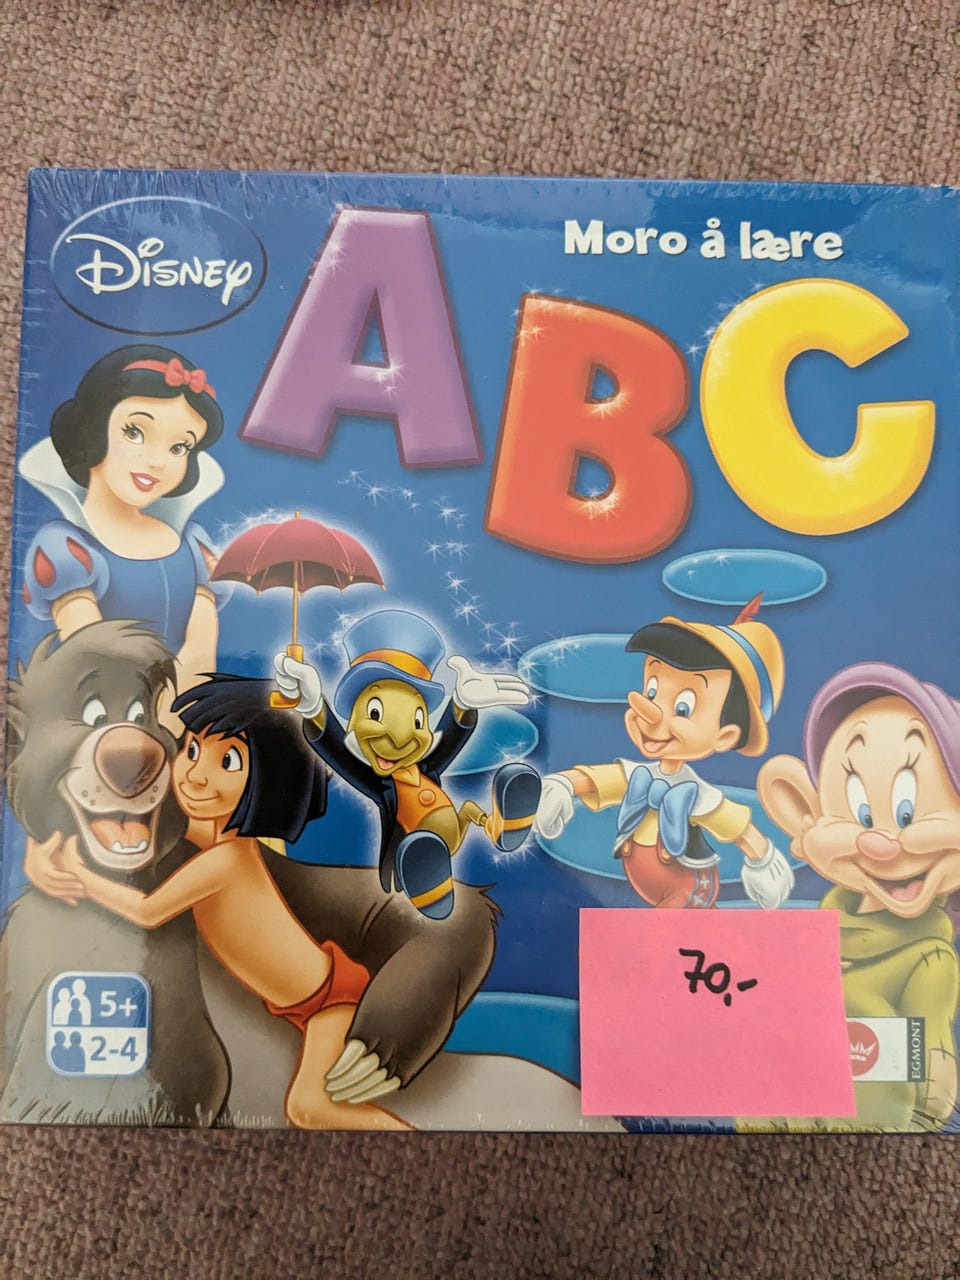 Disney
Moro å lære
ABC
5+
2-4
70,-
EGMONT